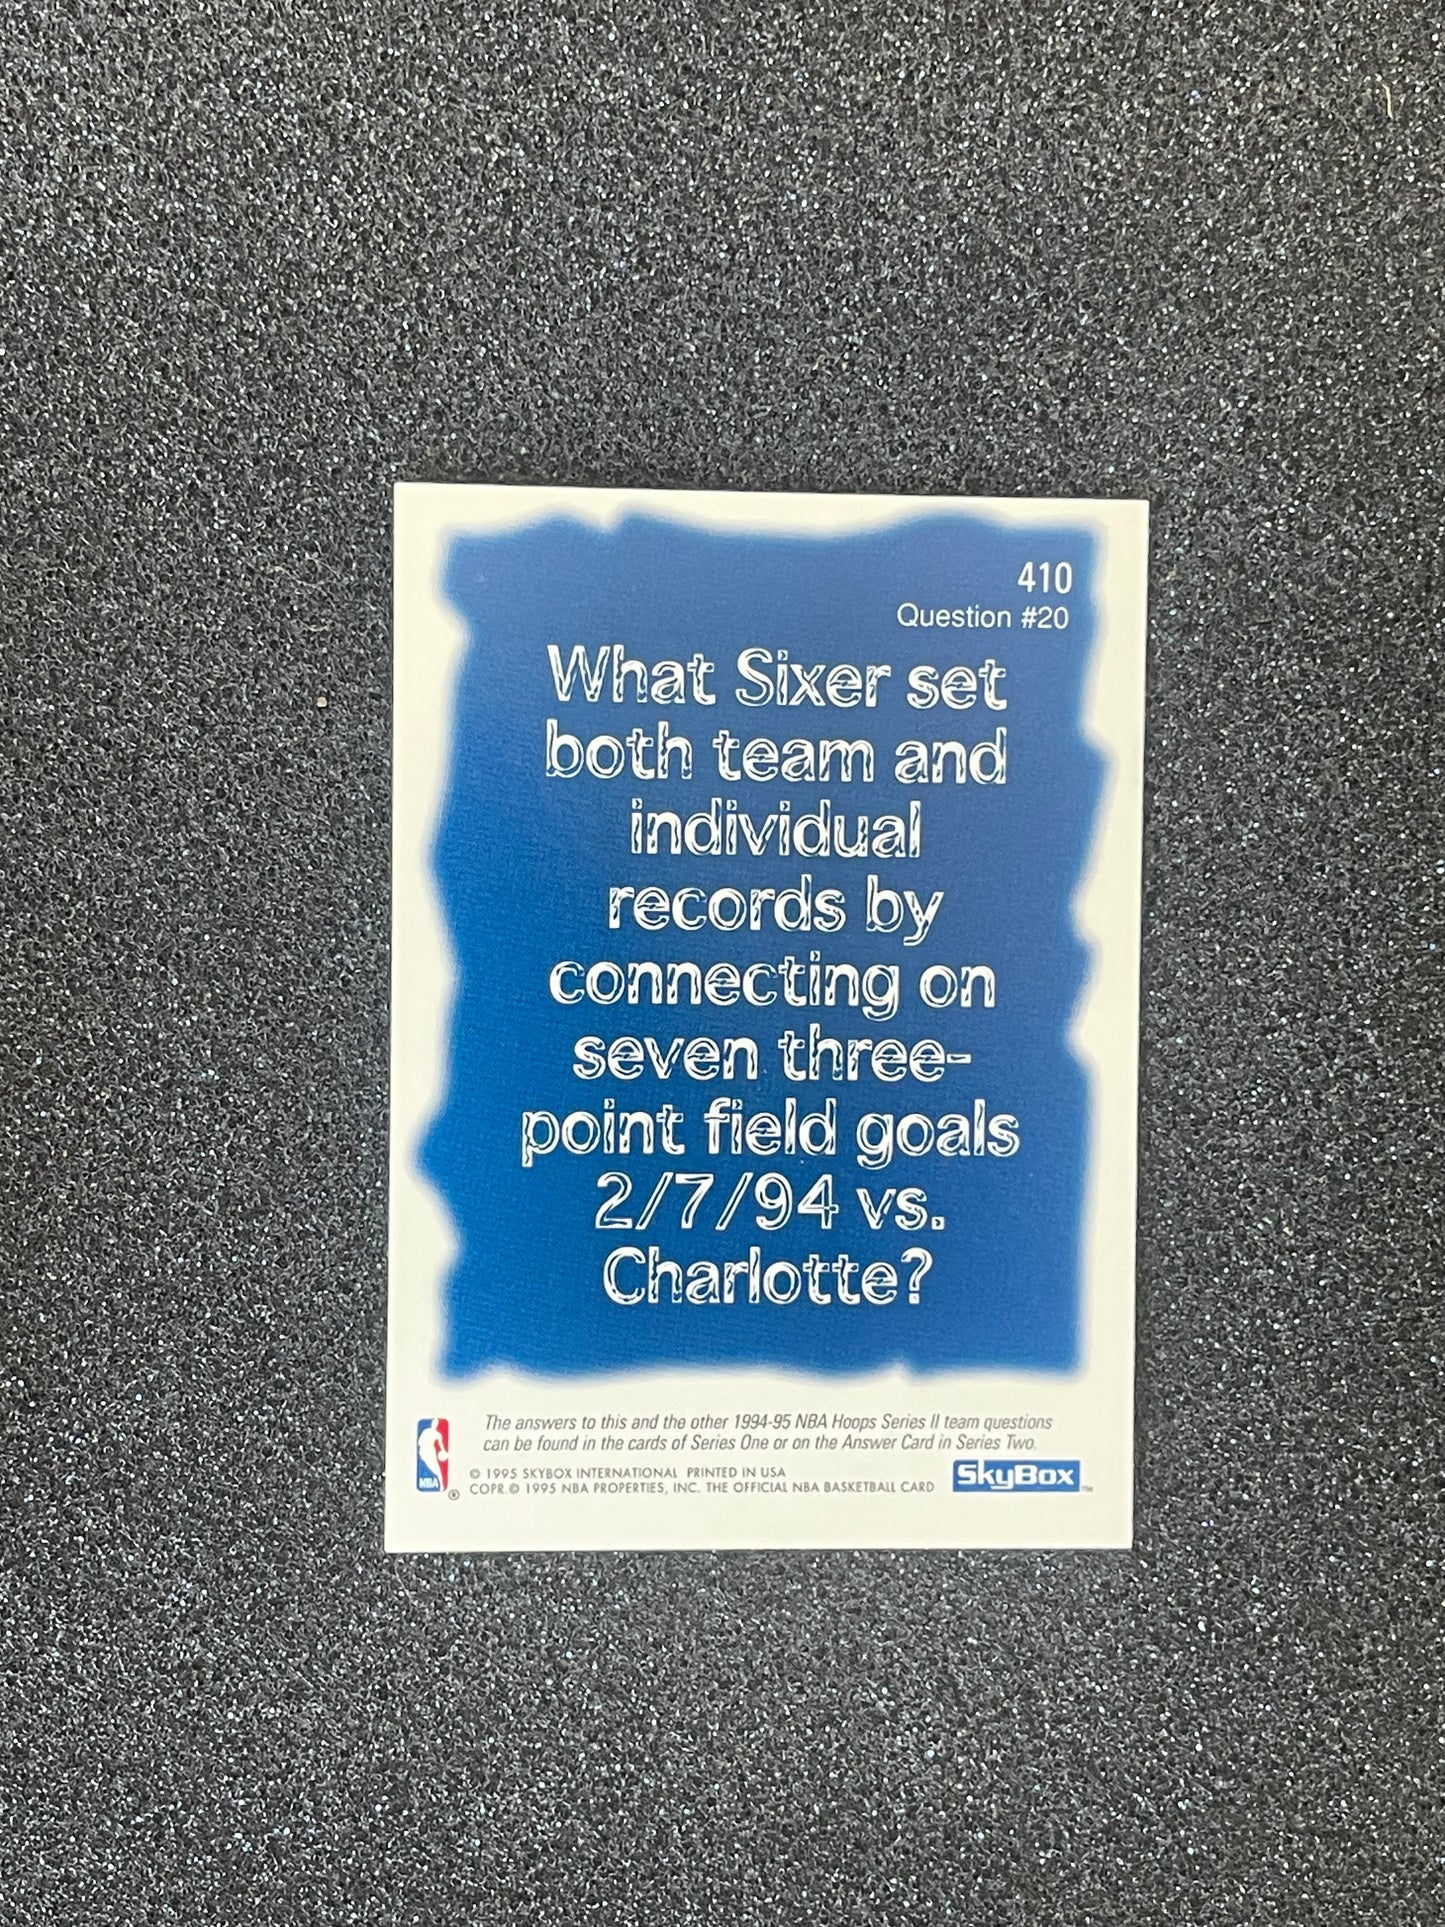 410
Question #20
What Sixer set
both team and
individual
records by
connecting on
seven three-
point field goals
2/7/94 vs.
Charlotte?
The answers to this and the other 1994-95 NBA Hoops Series II team questions
can be found in the cards of Series One or on the Answer Card in Series Two.
© 1995 SKYBOX INTERNATIONAL PRINTED IN USA
COPR.© 1995 NBA PROPERTIES, INC. THE OFFICIAL NBA BASKETBALL CARD
NBA ®
SkyBox ™